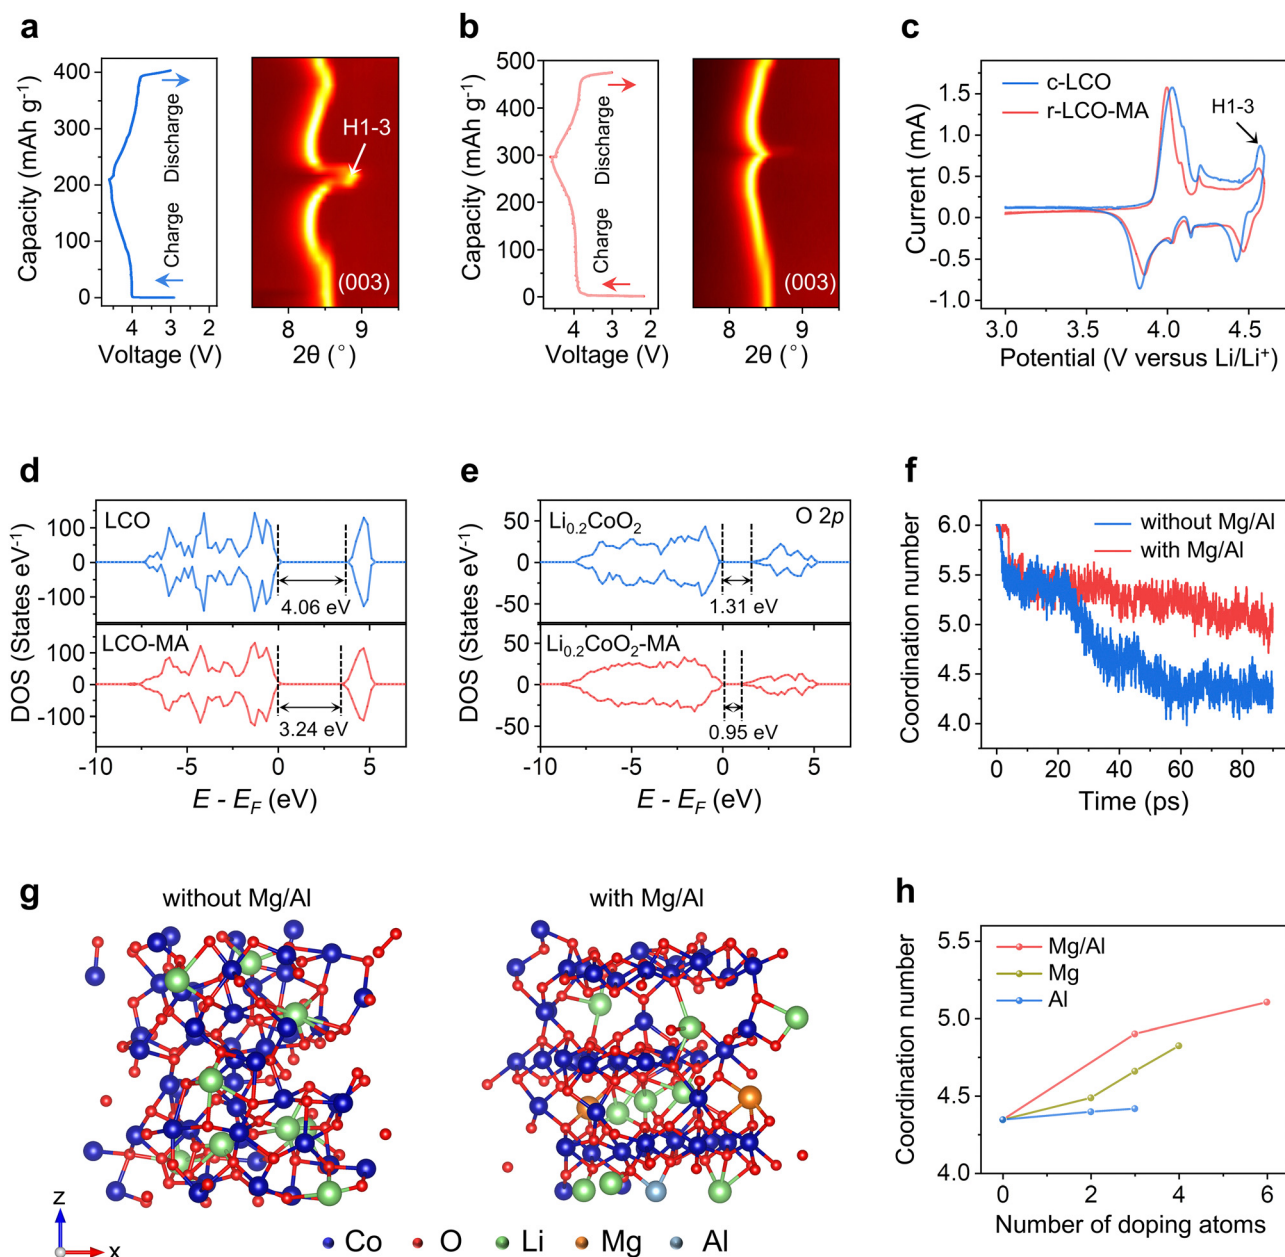 a
Capacity (mAh g⁻¹)
400
300
200
100
0
Charge Discharge
4 3 2
Voltage (V)
H1-3
(003)
8 9
2θ (°)
b
Capacity (mAh g⁻¹)
500
400
300
200
100
0
Charge Discharge
4 3 2
Voltage (V)
(003)
8 9
2θ (°)
c
Current (mA)
1.5
1.0
0.5
0.0
-0.5
-1.0
c-LCO
r-LCO-MA
H1-3
3.0 3.5 4.0 4.5
Potential (V versus Li/Li⁺)
d
DOS (States eV⁻¹)
100
0
-100
LCO
4.06 eV
100
0
-100
LCO-MA
3.24 eV
-10 -5 0 5
E - E_F (eV)
e
DOS (States eV⁻¹)
50
25
0
-25
Li₀.₂CoO₂
O 2p
1.31 eV
50
25
0
-25
Li₀.₂CoO₂-MA
0.95 eV
-10 -5 0 5
E - E_F (eV)
f
Coordination number
6.0
5.5
5.0
4.5
4.0
without Mg/Al
with Mg/Al
0 20 40 60 80
Time (ps)
g
without Mg/Al
with Mg/Al
z
x
Co O Li Mg Al
h
Coordination number
5.5
5.0
4.5
4.0
Mg/Al
Mg
Al
0 2 4 6
Number of doping atoms